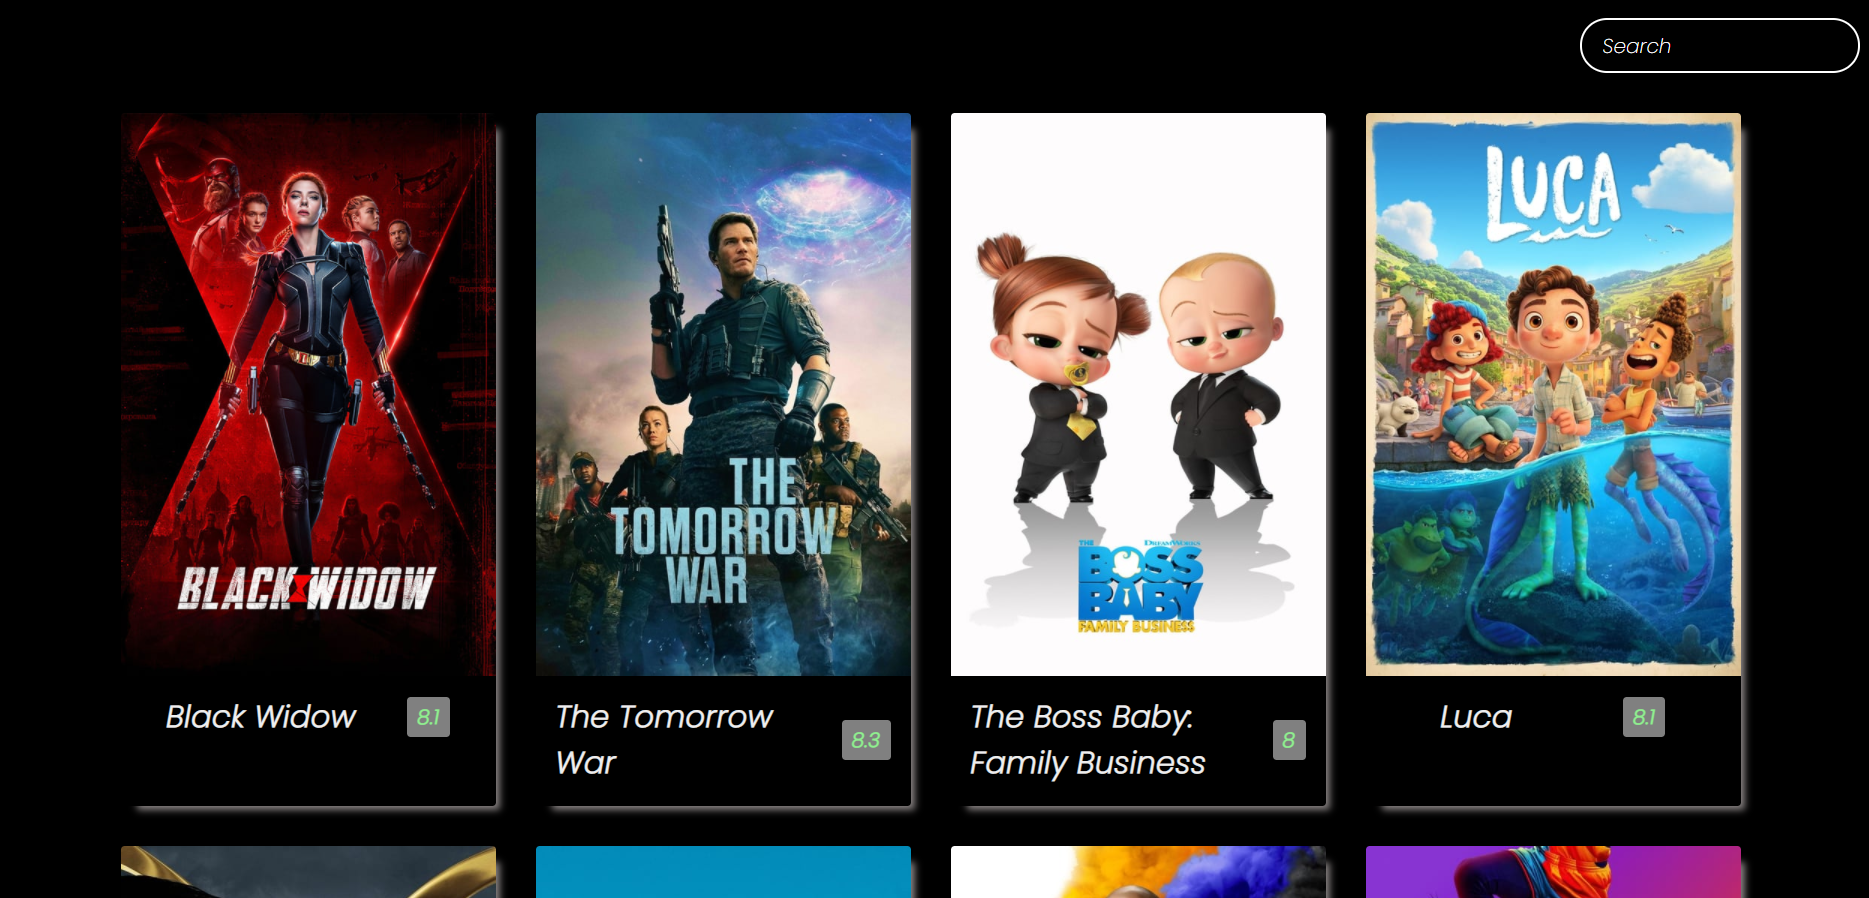 Search
BLACK WIDOW
THE
TOMORROW
WAR
THE
DREAMWORKS
BOSS
BABY
FAMILY BUSINESS
LUCA
Black Widow
8.1
The Tomorrow
War
8.3
The Boss Baby:
Family Business
8
Luca
8.1